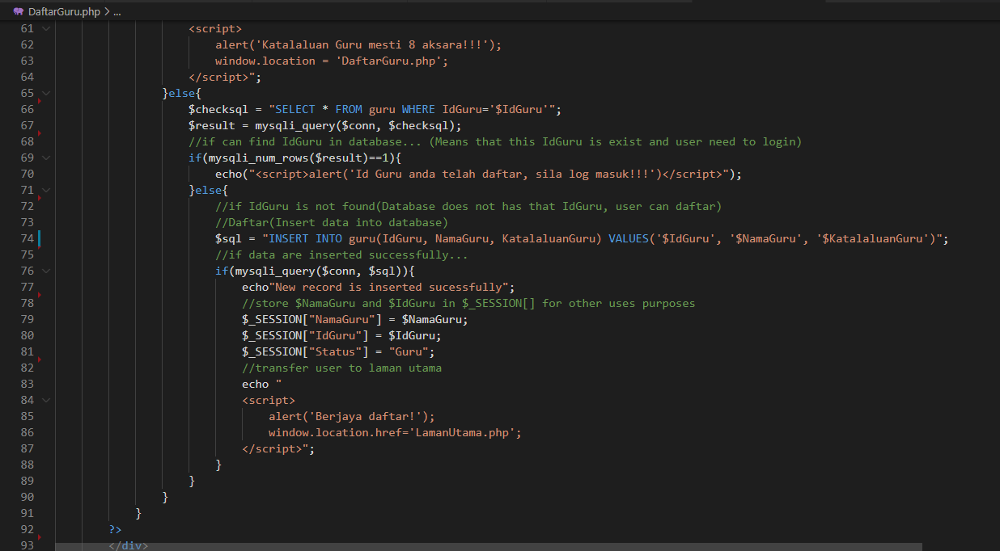 DaftarGuru.php > ...
61 <script>
62 alert('Katalaluan Guru mesti 8 aksara!!!');
63 window.location = 'DaftarGuru.php';
64 </script>";
65 }else{
66 $checksql = "SELECT * FROM guru WHERE IdGuru='$IdGuru'";
67 $result = mysqli_query($conn, $checksql);
68 //if can find IdGuru in database... (Means that this IdGuru is exist and user need to login)
69 if(mysqli_num_rows($result)==1){
70 echo("<script>alert('Id Guru anda telah daftar, sila log masuk!!!')</script>");
71 }else{
72 //if IdGuru is not found(Database does not has that IdGuru, user can daftar)
73 //Daftar(Insert data into database)
74 $sql = "INSERT INTO guru(IdGuru, NamaGuru, KatalaluanGuru) VALUES('$IdGuru', '$NamaGuru', '$KatalaluanGuru')";
75 //if data are inserted successfully...
76 if(mysqli_query($conn, $sql)){
77 echo"New record is inserted sucessfully";
78 //store $NamaGuru and $IdGuru in $_SESSION[] for other uses purposes
79 $_SESSION["NamaGuru"] = $NamaGuru;
80 $_SESSION["IdGuru"] = $IdGuru;
81 $_SESSION["Status"] = "Guru";
82 //transfer user to laman utama
83 echo "
84 <script>
85 alert('Berjaya daftar!');
86 window.location.href='LamanUtama.php';
87 </script>";
88 }
89 }
90 }
91 }
92 ?>
93 </div>